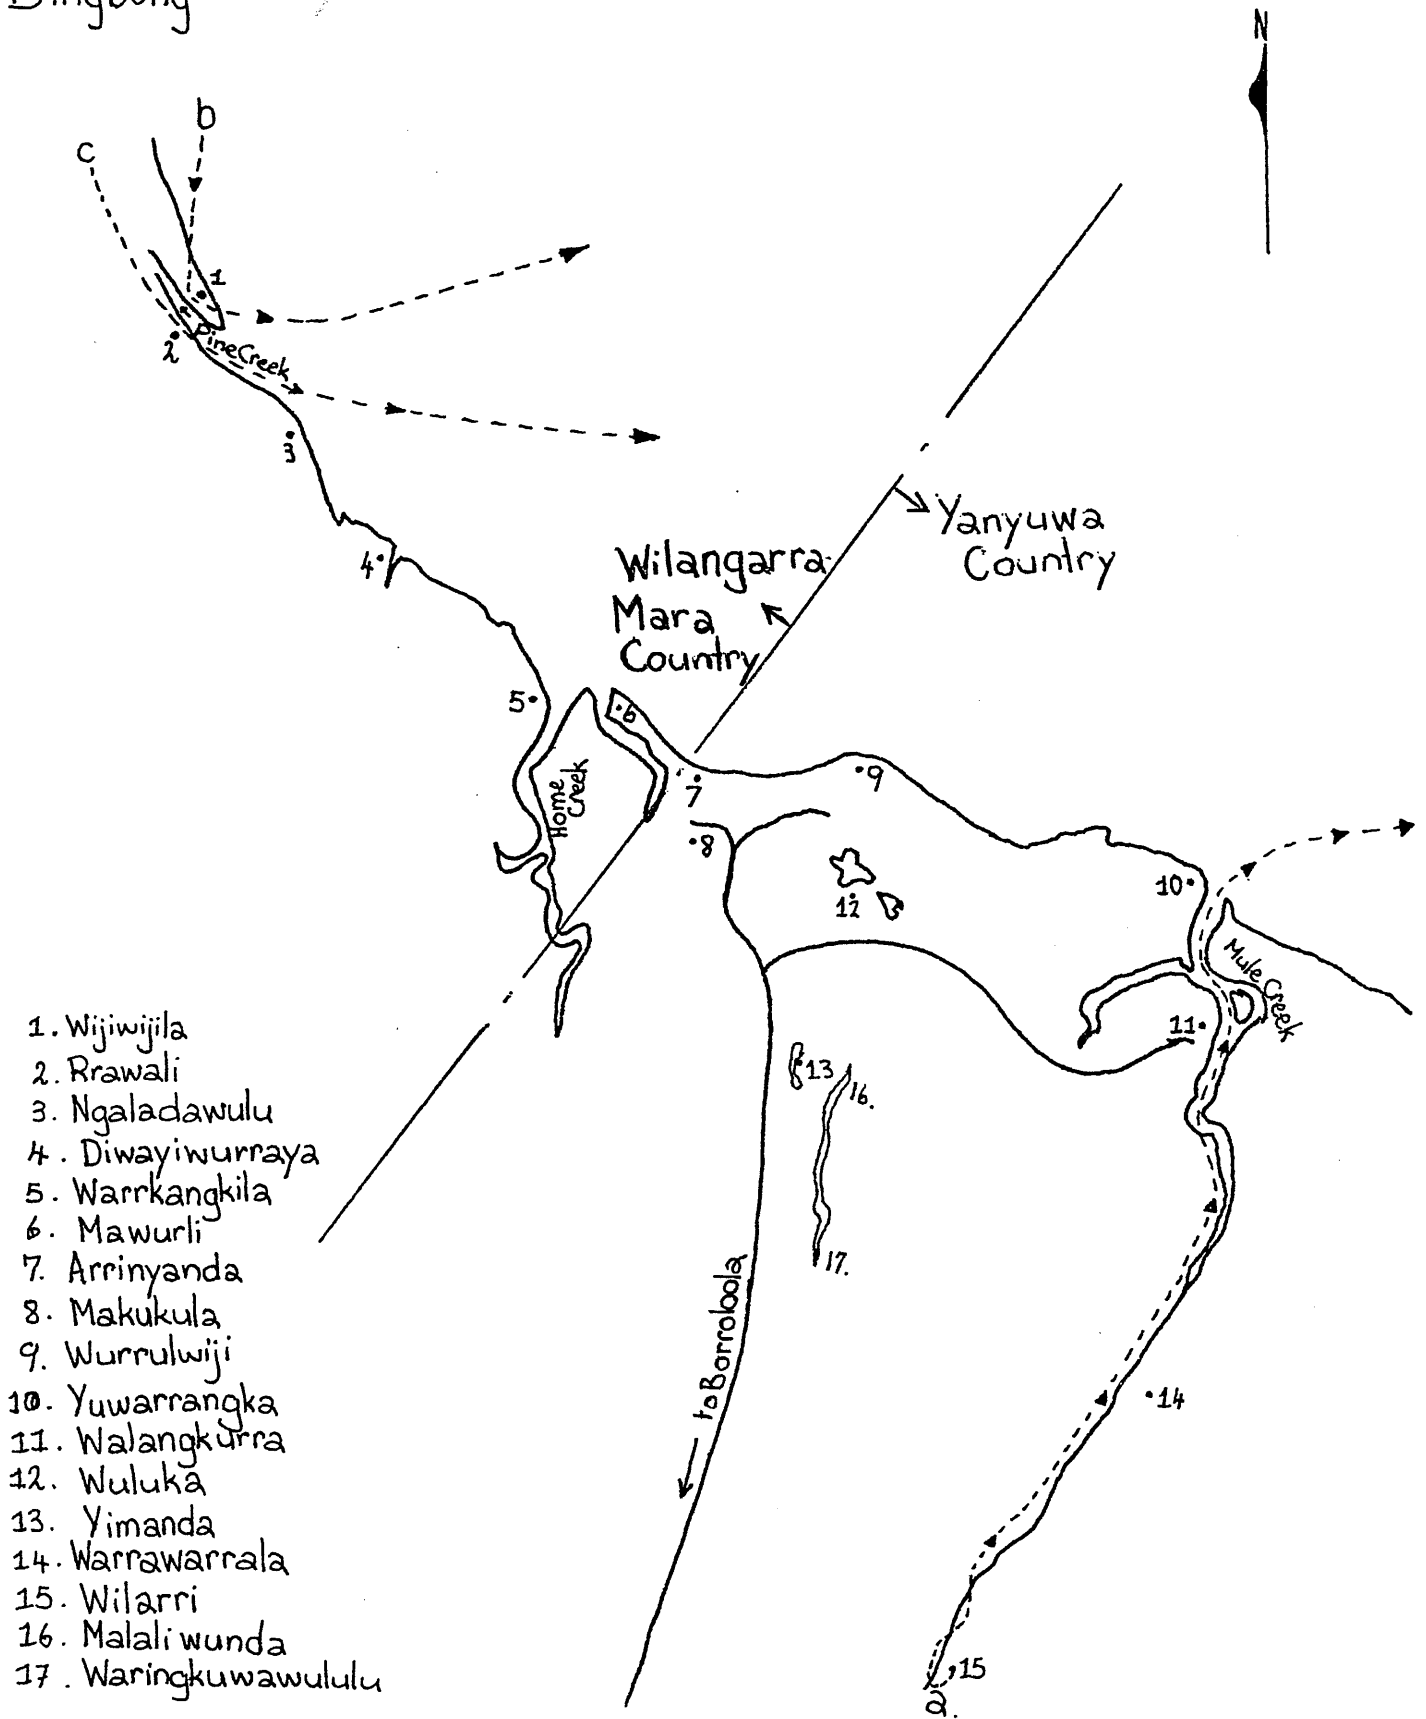 Bingbong
N
b
c
1
2
Pine Creek
3
4
Wilangarra
Mara
Country
Yanyuwa
Country
5
6
7
8
9
Home
Creek
10
11
12
Mule Creek
13
16.
17.
to Borroloola
14
15
a.
1. Wijiwijila
2. Rrawali
3. Ngaladawulu
4. Diwayiwurraya
5. Warrkangkila
6. Mawurli
7. Arrinyanda
8. Makukula
9. Wurrulwiji
10. Yuwarrangka
11. Walangkurra
12. Wuluka
13. Yimanda
14. Warrawarrala
15. Wilarri
16. Malaliwunda
17. Waringkuwawululu